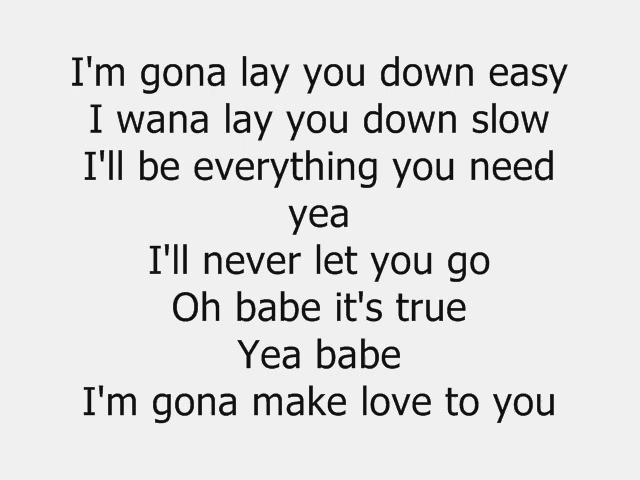 I'm gona lay you down easy
I wana lay you down slow
I'll be everything you need
yea
I'll never let you go
Oh babe it's true
Yea babe
I'm gona make love to you